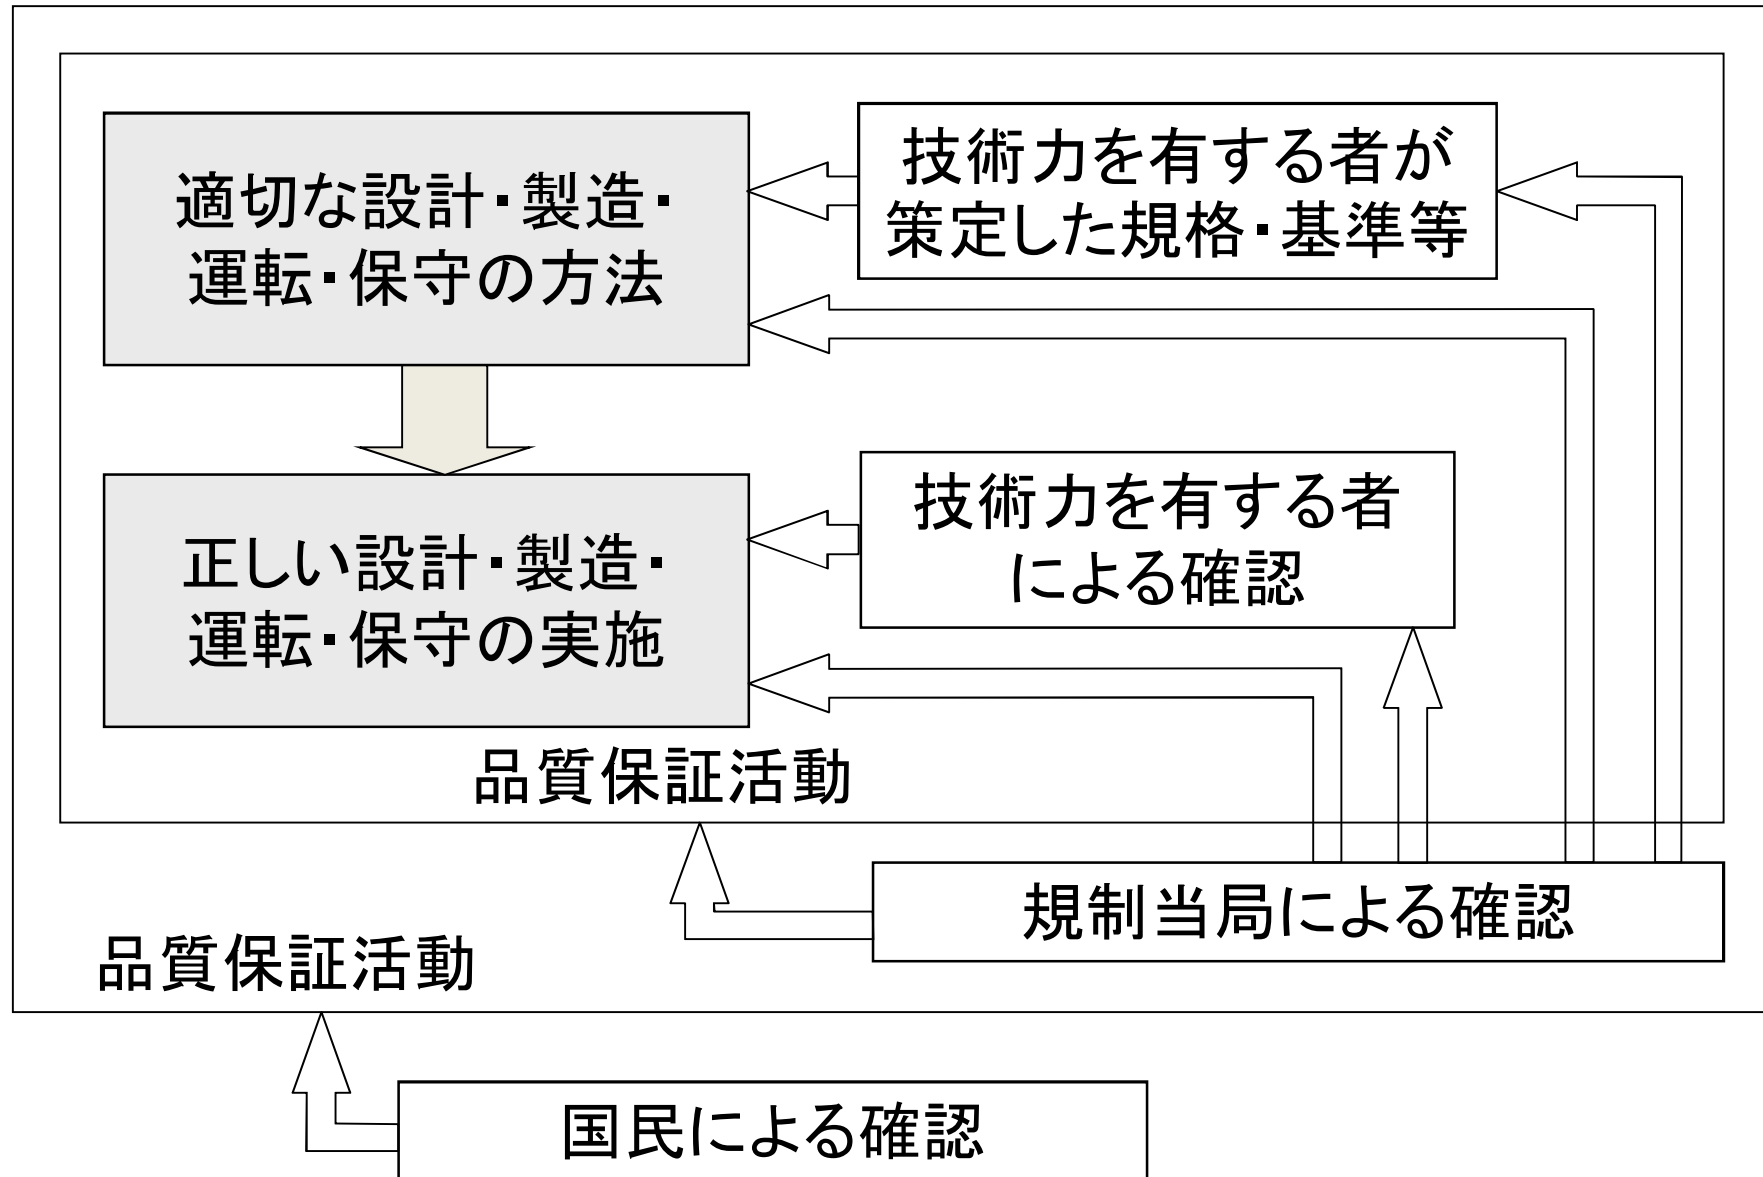 適切な設計・製造・
運転・保守の方法
技術力を有する者が
策定した規格・基準等
正しい設計・製造・
運転・保守の実施
技術力を有する者
による確認
品質保証活動
規制当局による確認
品質保証活動
国民による確認